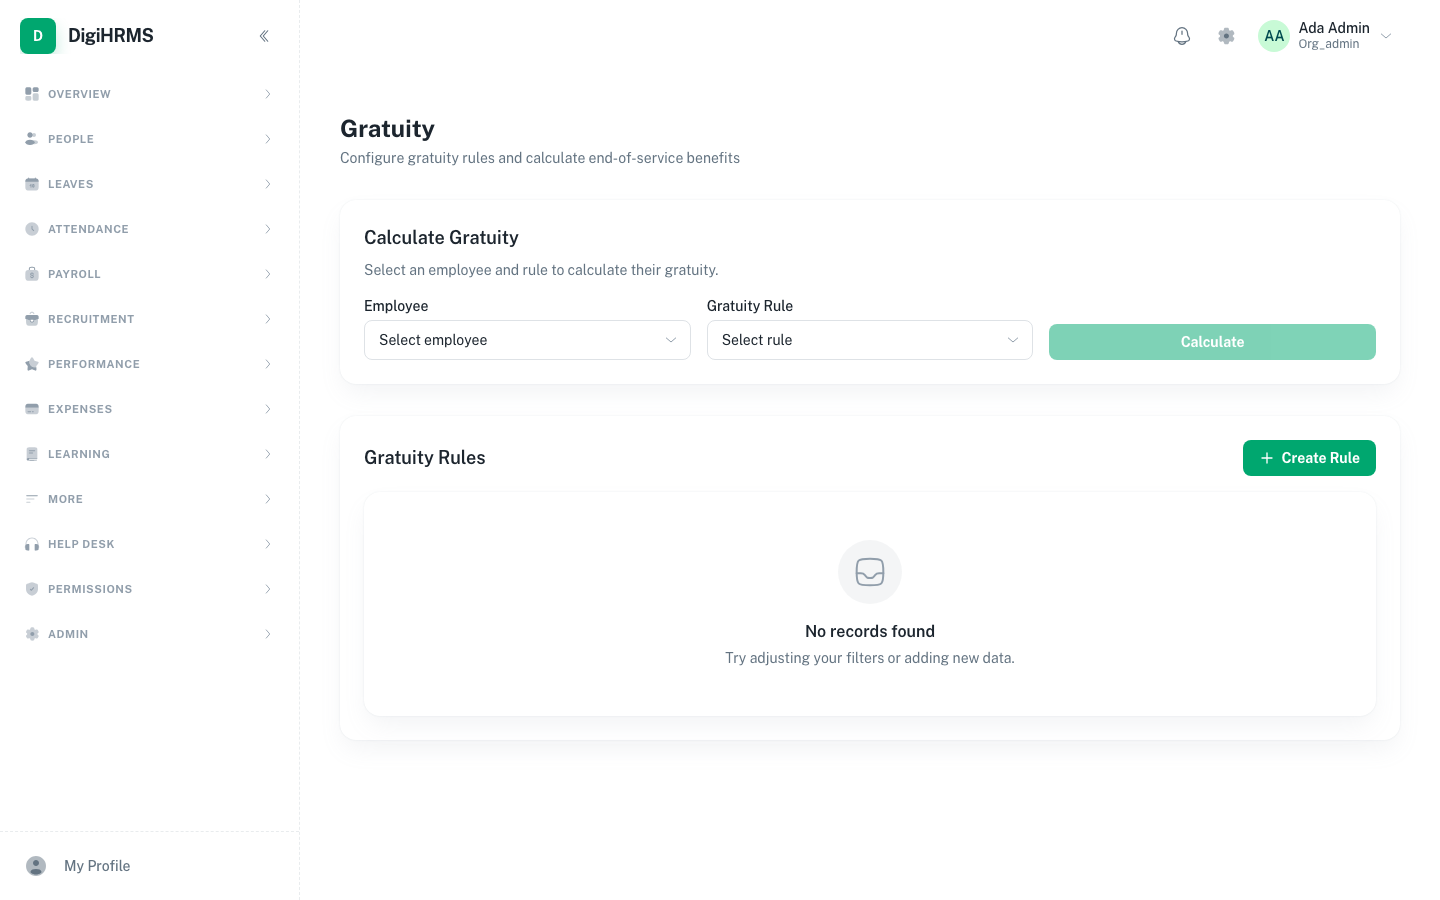 D DigiHRMS
OVERVIEW
PEOPLE
LEAVES
ATTENDANCE
PAYROLL
RECRUITMENT
PERFORMANCE
EXPENSES
LEARNING
MORE
HELP DESK
PERMISSIONS
ADMIN
My Profile
AA Ada Admin
Org_admin
Gratuity
Configure gratuity rules and calculate end-of-service benefits
Calculate Gratuity
Select an employee and rule to calculate their gratuity.
Employee Gratuity Rule
Select employee Select rule Calculate
Gratuity Rules Create Rule
No records found
Try adjusting your filters or adding new data.